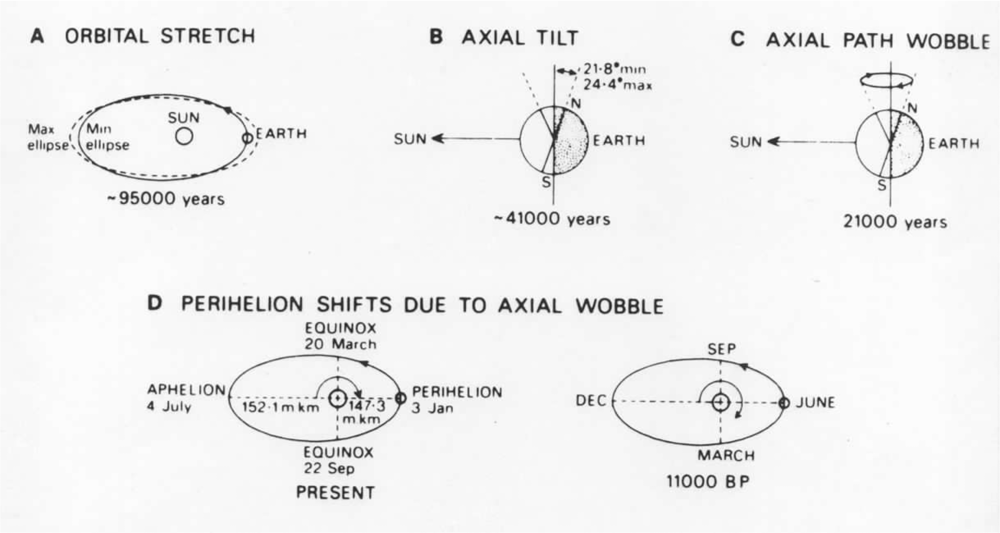 A ORBITAL STRETCH
SUN
Max ellipse
Min ellipse
EARTH
~95000 years
B AXIAL TILT
21·8° min
24·4° max
N
SUN
EARTH
S
~41000 years
C AXIAL PATH WOBBLE
N
SUN
EARTH
S
21000 years
D PERIHELION SHIFTS DUE TO AXIAL WOBBLE
EQUINOX
20 March
APHELION
4 July
152·1 m km
147·3
m km
PERIHELION
3 Jan
EQUINOX
22 Sep
PRESENT
SEP
DEC
JUNE
MARCH
11000 BP